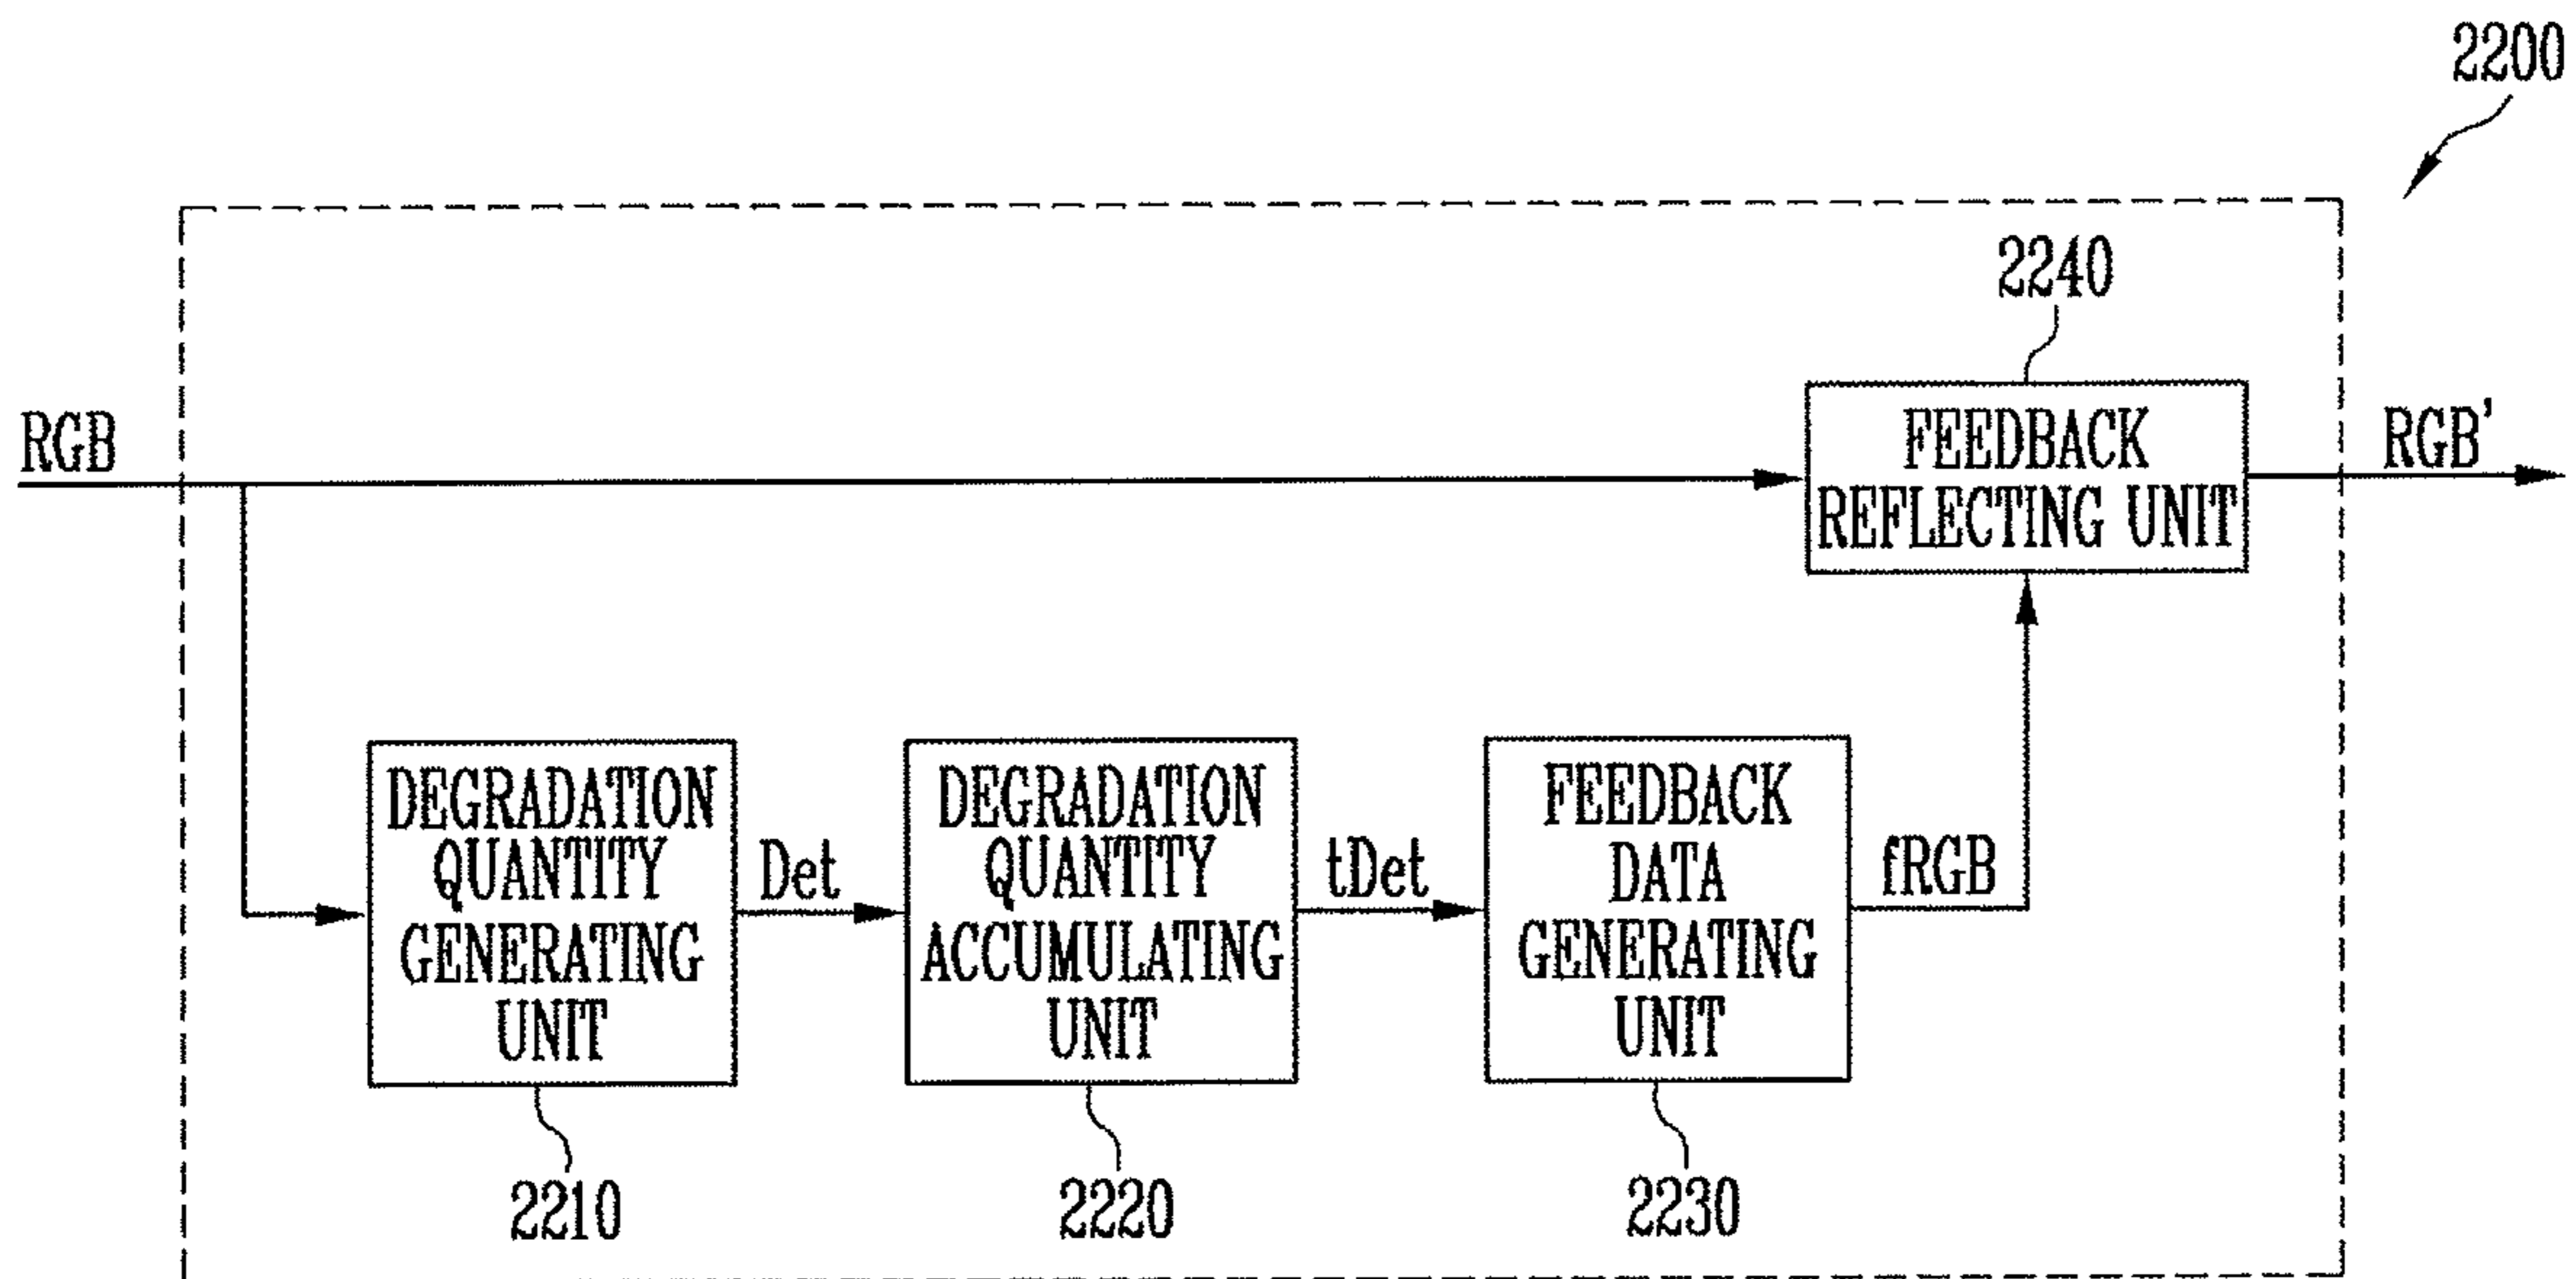 2200
2240
RGB
FEEDBACK
REFLECTING UNIT
RGB'
DEGRADATION
QUANTITY
GENERATING
UNIT
Det
DEGRADATION
QUANTITY
ACCUMULATING
UNIT
tDet
FEEDBACK
DATA
GENERATING
UNIT
fRGB
2210
2220
2230